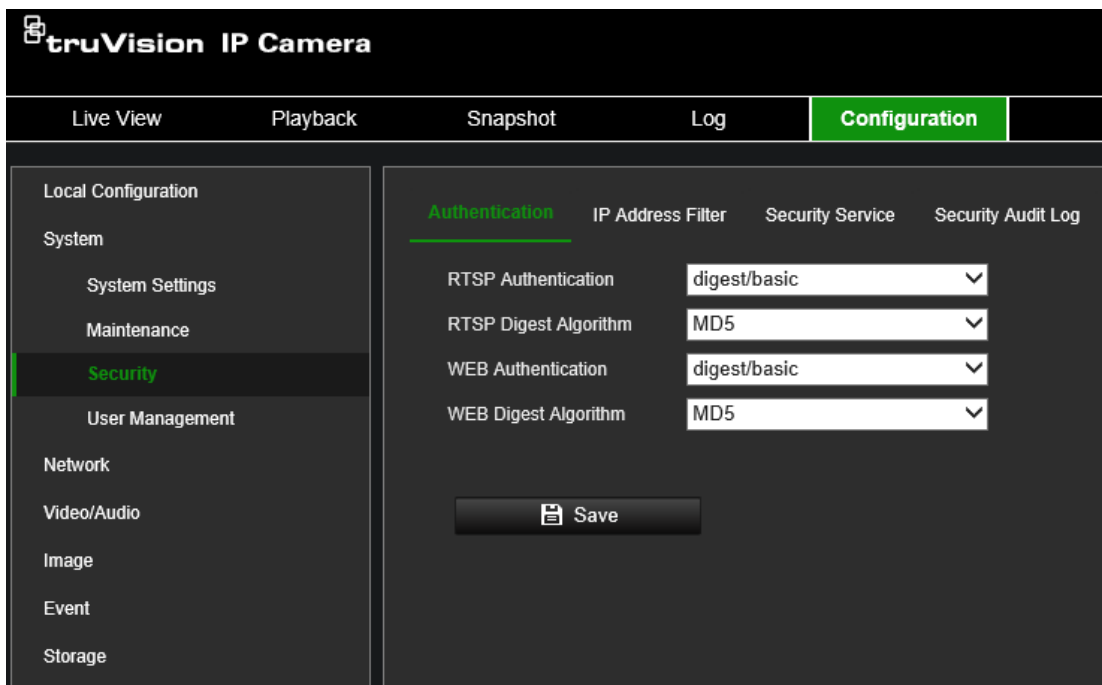 truVision IP Camera
Live View Playback Snapshot Log Configuration
Local Configuration
System
System Settings
Maintenance
Security
User Management
Network
Video/Audio
Image
Event
Storage
Authentication IP Address Filter Security Service Security Audit Log
RTSP Authentication digest/basic
RTSP Digest Algorithm MD5
WEB Authentication digest/basic
WEB Digest Algorithm MD5
Save